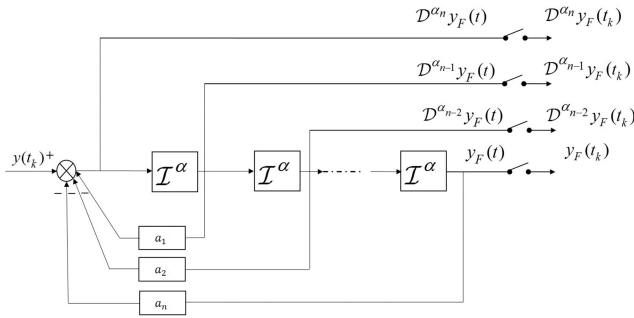 𝒟^{α_n} y_F(t) 𝒟^{α_n} y_F(t_k)
𝒟^{α_{n-1}} y_F(t) 𝒟^{α_{n-1}} y_F(t_k)
𝒟^{α_{n-2}} y_F(t) 𝒟^{α_{n-2}} y_F(t_k)
y(t_k) + ℐ^α ℐ^α ℐ^α y_F(t) y_F(t_k)
− − −
a_1
a_2
a_n